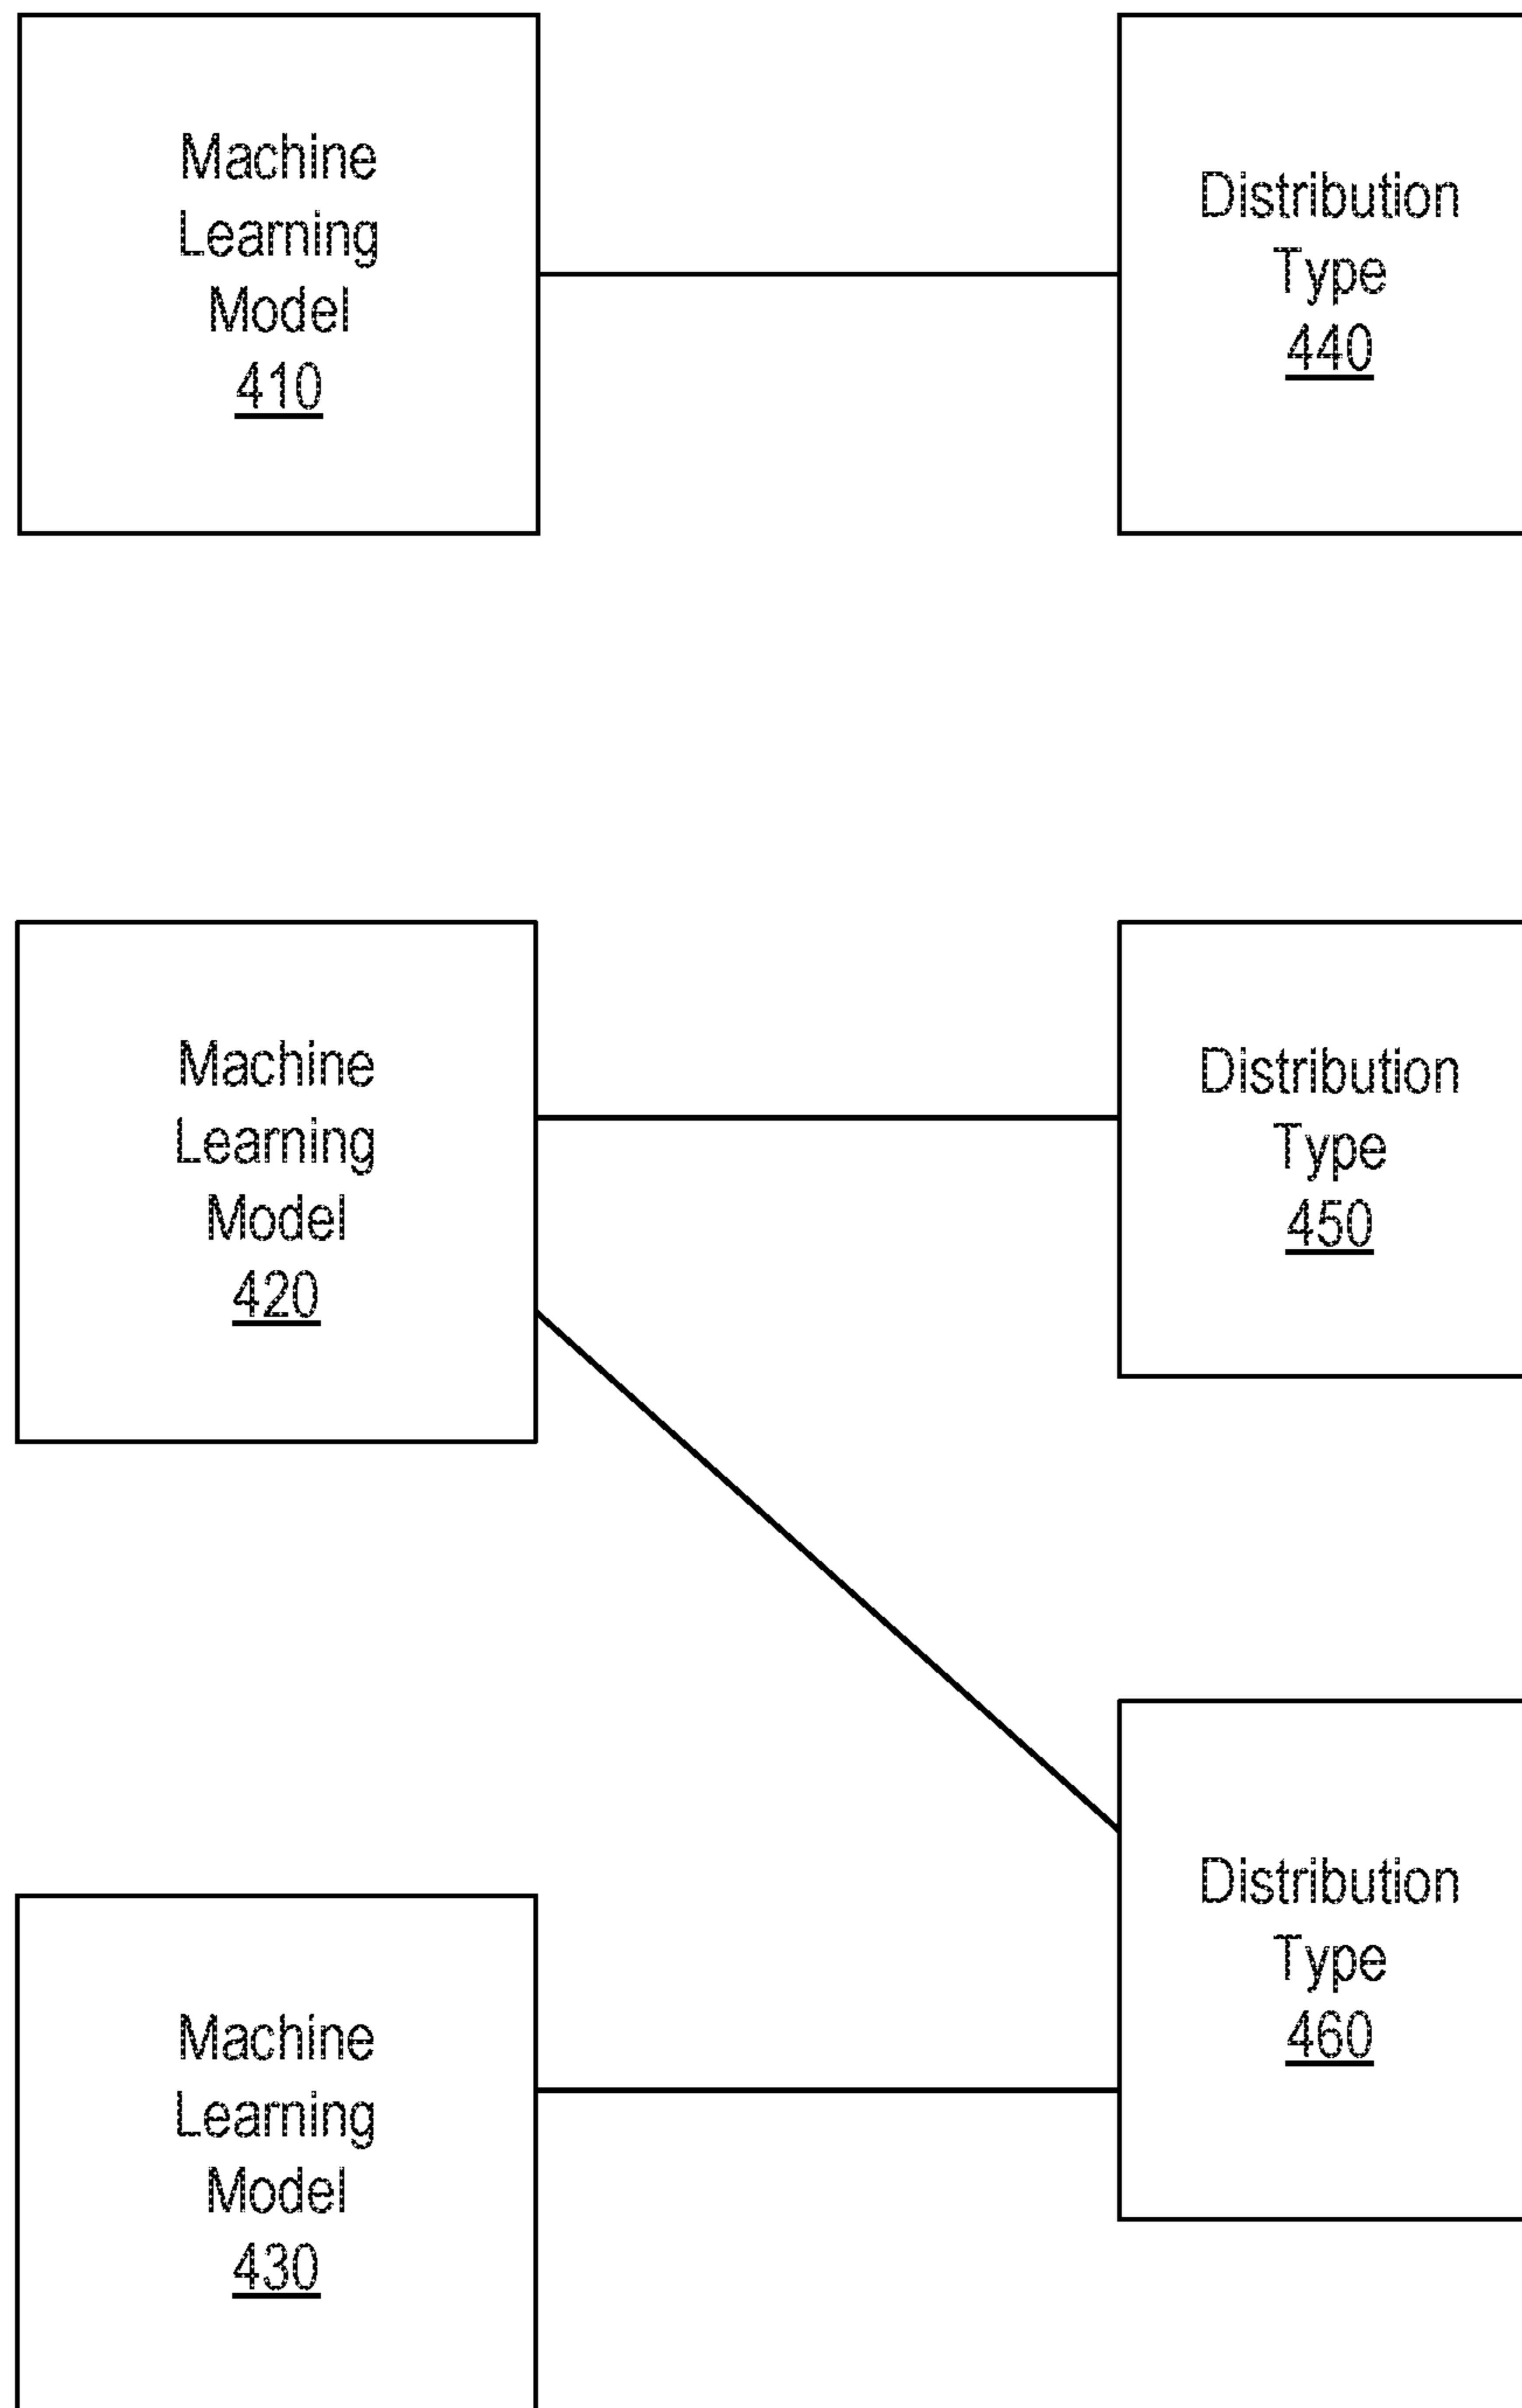 Machine
Learning
Model
410
Distribution
Type
440
Machine
Learning
Model
420
Distribution
Type
450
Distribution
Type
460
Machine
Learning
Model
430